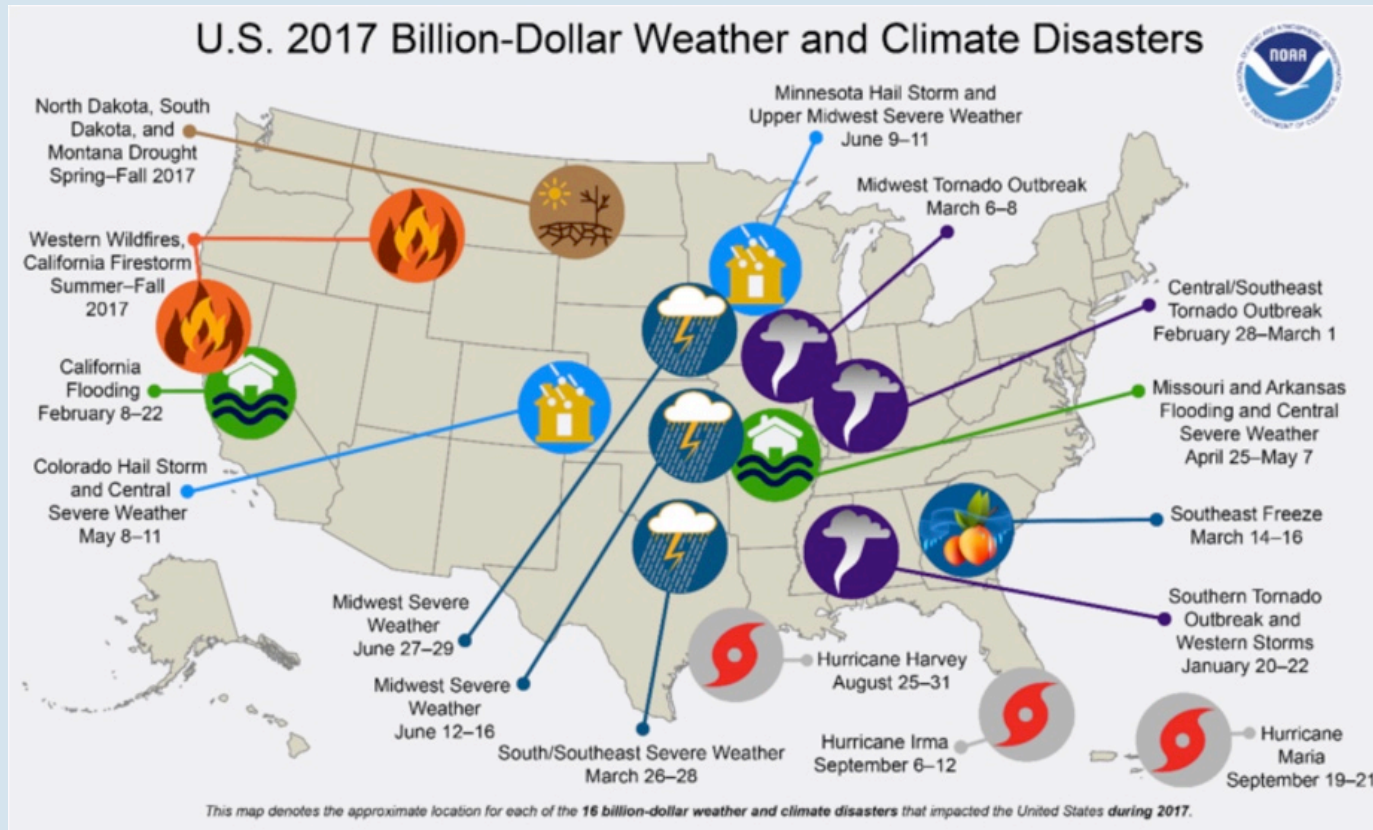 U.S. 2017 Billion-Dollar Weather and Climate Disasters
NOAA
North Dakota, South
Dakota, and
Montana Drought
Spring–Fall 2017
Minnesota Hail Storm and
Upper Midwest Severe Weather
June 9–11
Midwest Tornado Outbreak
March 6–8
Western Wildfires,
California Firestorm
Summer–Fall
2017
Central/Southeast
Tornado Outbreak
February 28–March 1
California
Flooding
February 8–22
Missouri and Arkansas
Flooding and Central
Severe Weather
April 25–May 7
Colorado Hail Storm
and Central
Severe Weather
May 8–11
Southeast Freeze
March 14–16
Midwest Severe
Weather
June 27–29
Southern Tornado
Outbreak and
Western Storms
January 20–22
Midwest Severe
Weather
June 12–16
Hurricane Harvey
August 25–31
South/Southeast Severe Weather
March 26–28
Hurricane Irma
September 6–12
Hurricane
Maria
September 19–21
This map denotes the approximate location for each of the 16 billion-dollar weather and climate disasters that impacted the United States during 2017.